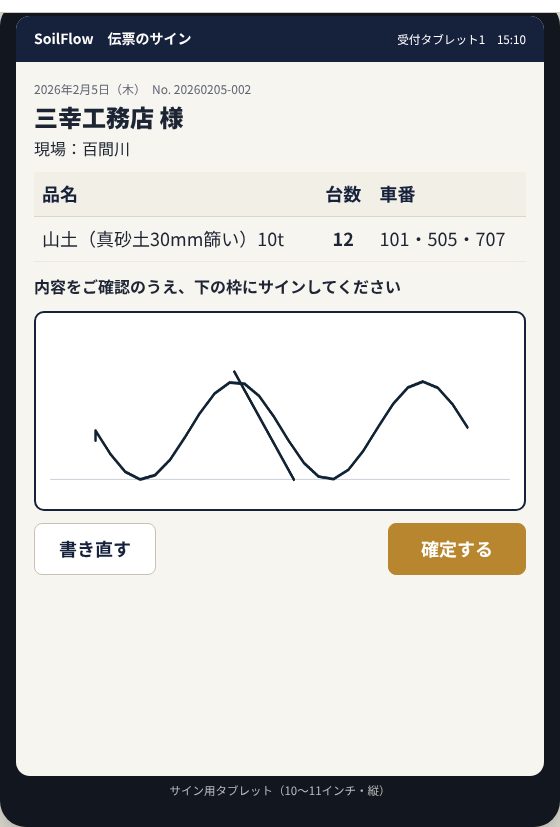 SoilFlow 伝票のサイン 受付タブレット1 15:10
2026年2月5日（木） No. 20260205-002
三幸工務店 様
現場：百間川
品名 台数 車番
山土（真砂土30mm篩い）10t 12 101・505・707
内容をご確認のうえ、下の枠にサインしてください
書き直す 確定する
サイン用タブレット（10〜11インチ・縦）